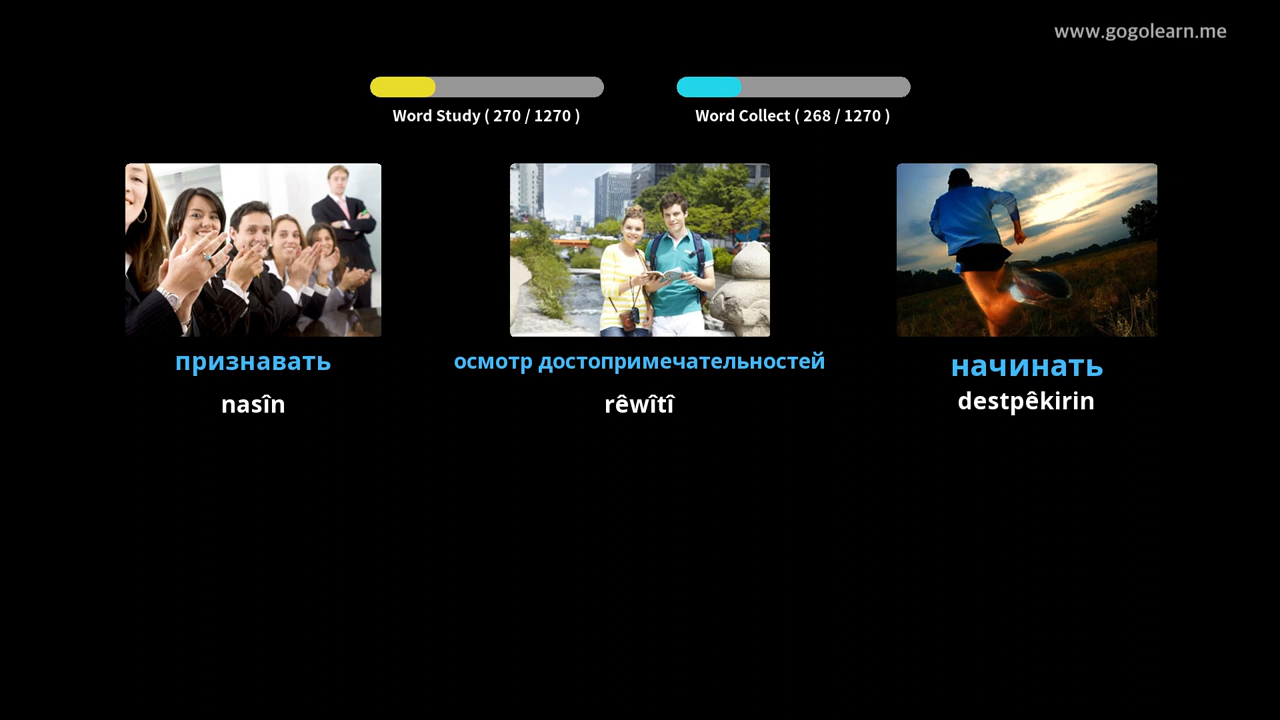 www.gogolearn.me
Word Study ( 270 / 1270 )
Word Collect ( 268 / 1270 )
признавать
осмотр достопримечательностей
начинать
nasîn
rêwîtî
destpêkirin